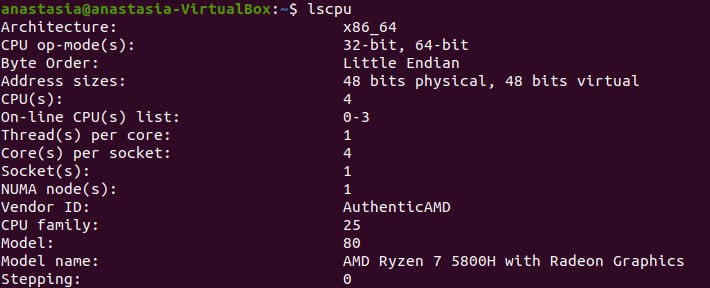 anastasia@anastasia-VirtualBox:~$ lscpu
Architecture: x86_64
CPU op-mode(s): 32-bit, 64-bit
Byte Order: Little Endian
Address sizes: 48 bits physical, 48 bits virtual
CPU(s): 4
On-line CPU(s) list: 0-3
Thread(s) per core: 1
Core(s) per socket: 4
Socket(s): 1
NUMA node(s): 1
Vendor ID: AuthenticAMD
CPU family: 25
Model: 80
Model name: AMD Ryzen 7 5800H with Radeon Graphics
Stepping: 0